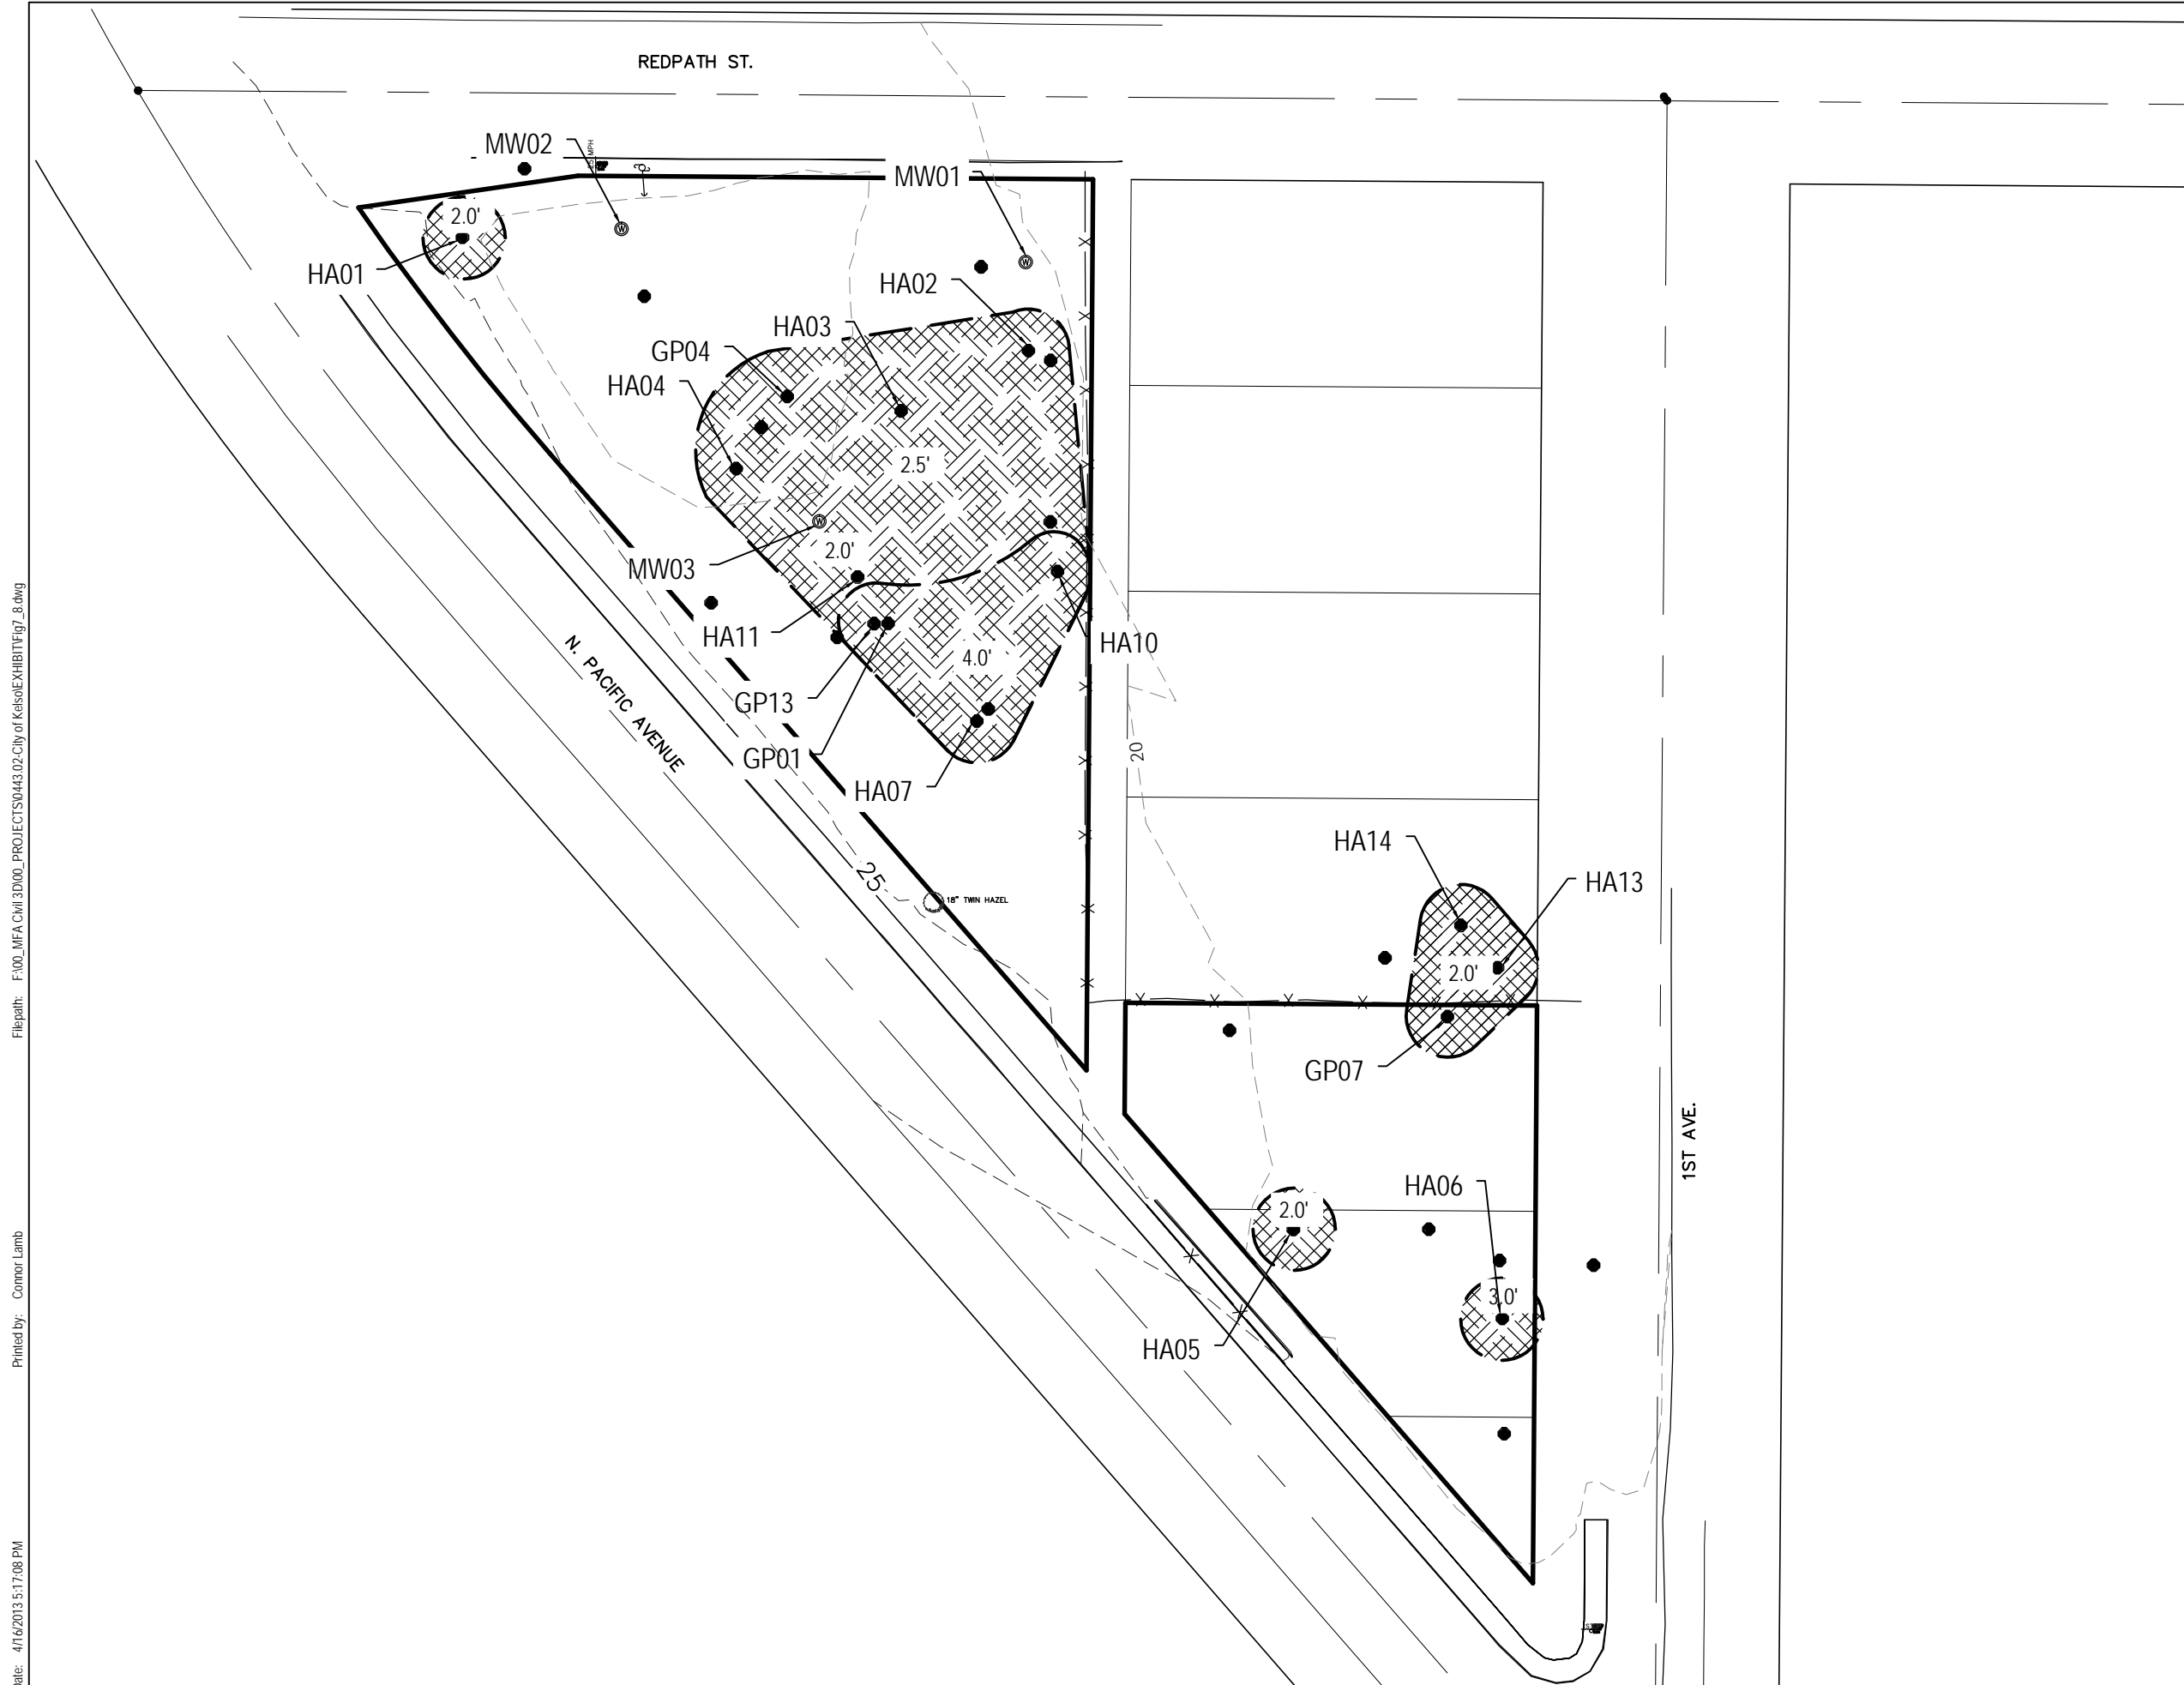 REDPATH ST.
MW02
MPH
MW01
2.0'
HA01
HA02
HA03
GP04
HA04
2.5'
MW03
2.0'
HA11
HA10
4.0'
GP13
GP01
HA07
N. PACIFIC AVENUE
20
25
18" TWIN HAZEL
HA14
HA13
2.0'
GP07
1ST AVE.
HA06
2.0'
3.0'
HA05
W
W
W
Filepath: F:\00_MFA Civil 3D\00_PROJECTS\0443.02-City of Kelso\EXHIBIT\Fig7_8.dwg
Printed by: Connor Lamb
Date: 4/16/2013 5:17:08 PM